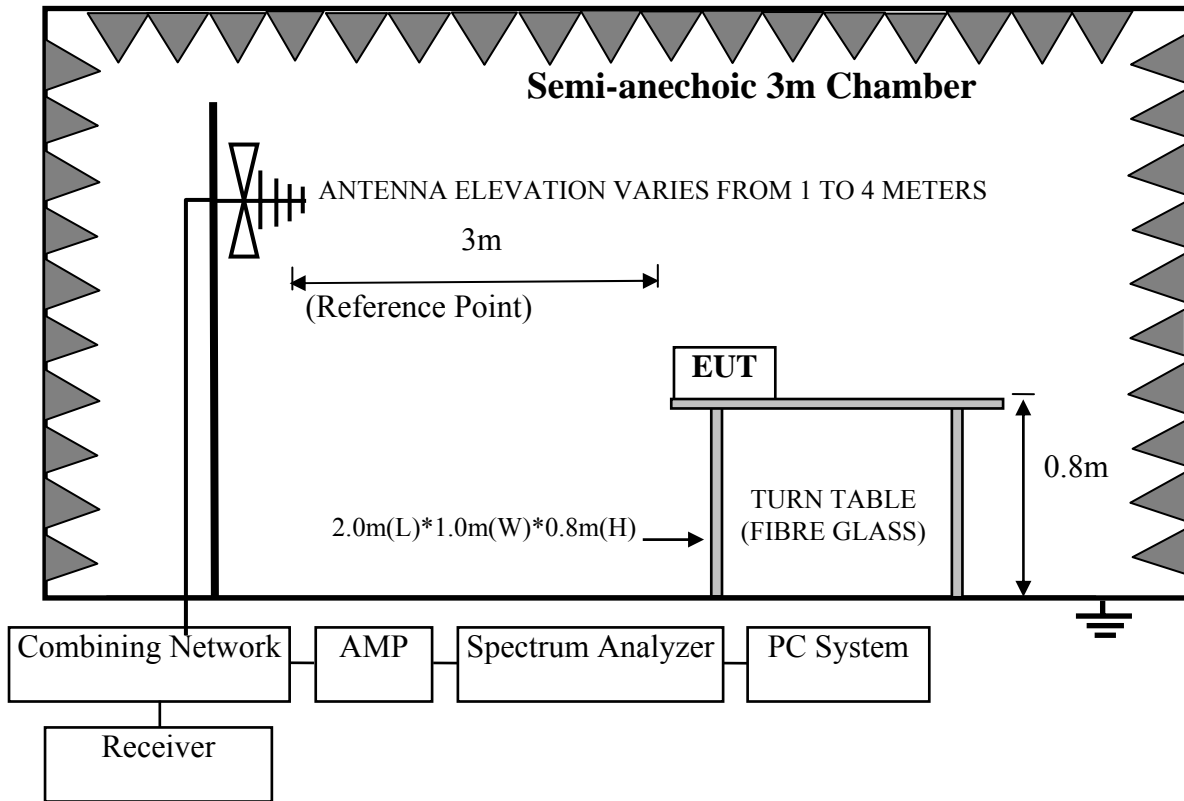 Semi-anechoic 3m Chamber
ANTENNA ELEVATION VARIES FROM 1 TO 4 METERS
3m
(Reference Point)
EUT
0.8m
TURN TABLE
(FIBRE GLASS)
2.0m(L)*1.0m(W)*0.8m(H)
Combining Network
AMP
Spectrum Analyzer
PC System
Receiver